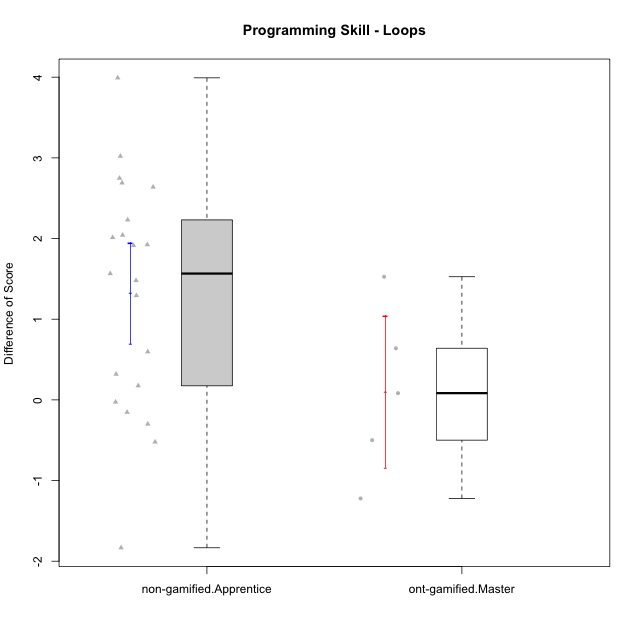 Programming Skill - Loops
Difference of Score
4
3
2
1
0
-1
-2
non-gamified.Apprentice
ont-gamified.Master